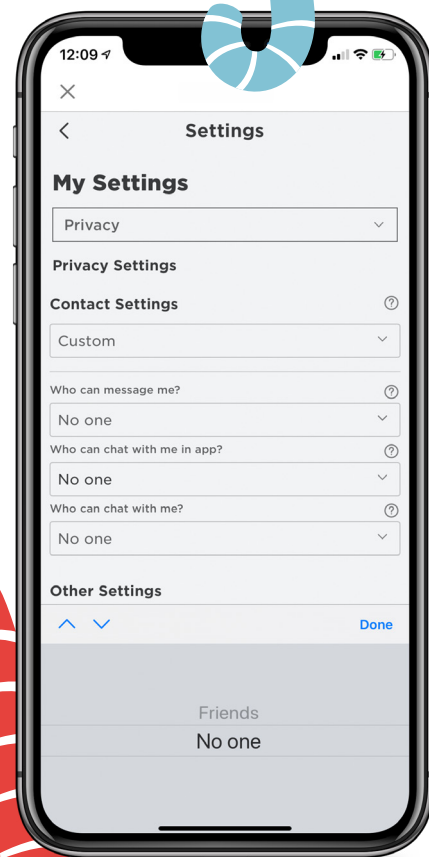 12:09
Settings
My Settings
Privacy
Privacy Settings
Contact Settings
Custom
Who can message me?
No one
Who can chat with me in app?
No one
Who can chat with me?
No one
Other Settings
Done
Friends
No one